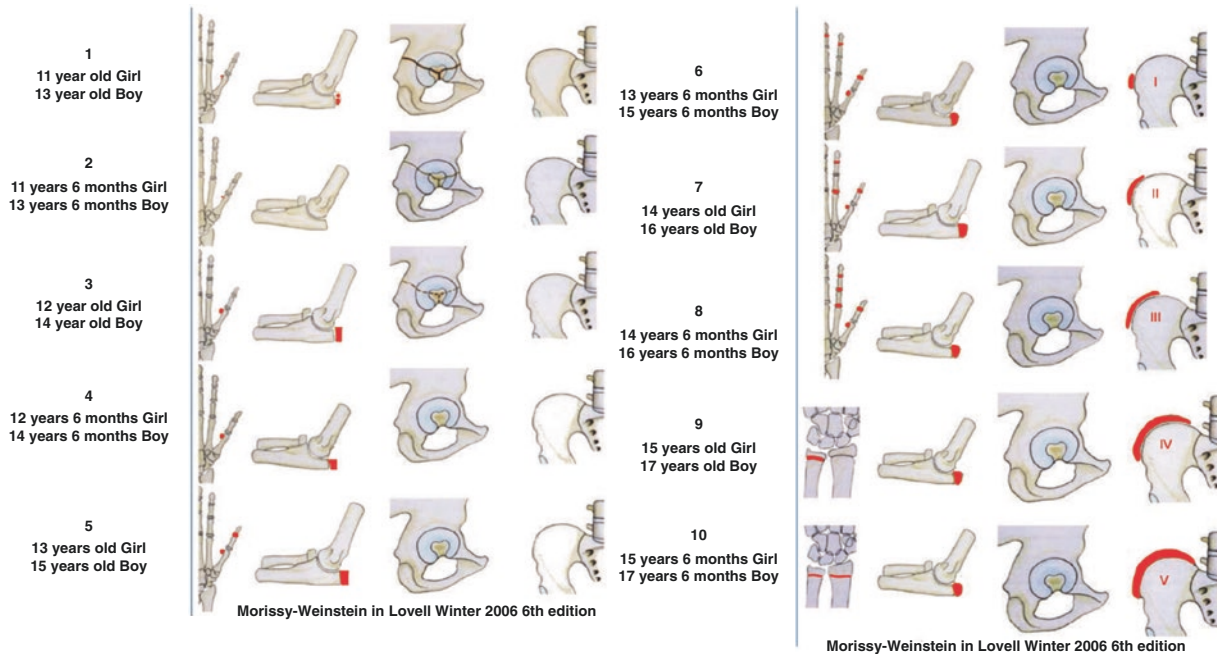 1
11 year old Girl
13 year old Boy
2
11 years 6 months Girl
13 years 6 months Boy
3
12 year old Girl
14 year old Boy
4
12 years 6 months Girl
14 years 6 months Boy
5
13 years old Girl
15 years old Boy
Morissy-Weinstein in Lovell Winter 2006 6th edition
6
13 years 6 months Girl
15 years 6 months Boy
I
7
14 years old Girl
16 years old Boy
II
8
14 years 6 months Girl
16 years 6 months Boy
III
9
15 years old Girl
17 years old Boy
IV
10
15 years 6 months Girl
17 years 6 months Boy
V
Morissy-Weinstein in Lovell Winter 2006 6th edition